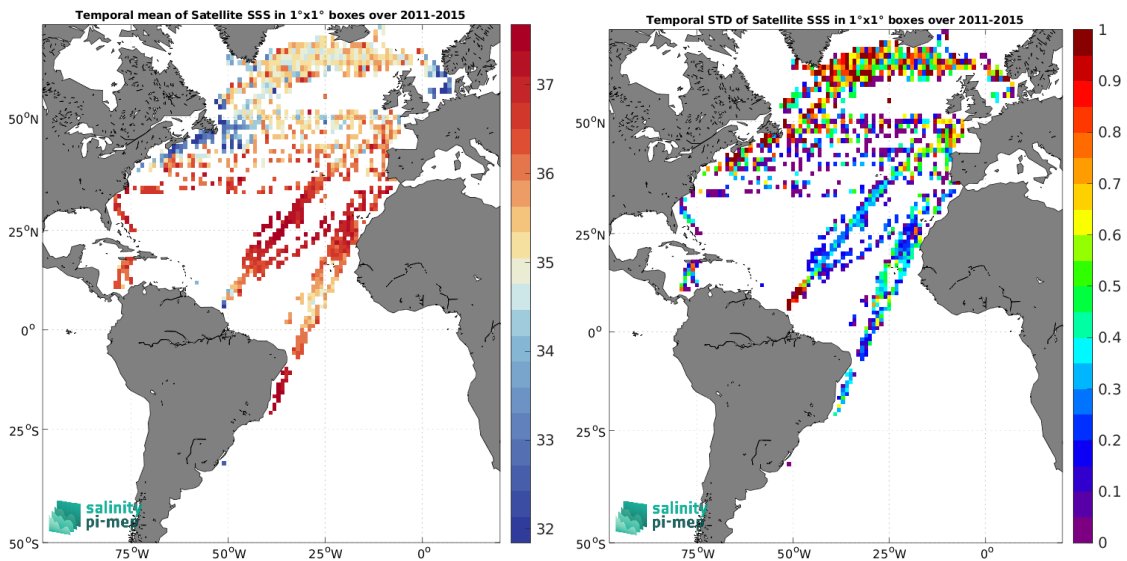 Temporal mean of Satellite SSS in 1°x1° boxes over 2011-2015
50°N
25°N
0°
25°S
50°S
75°W
50°W
25°W
0°
37
36
35
34
33
32
salinity
pi-mep
Temporal STD of Satellite SSS in 1°x1° boxes over 2011-2015
50°N
25°N
0°
25°S
50°S
75°W
50°W
25°W
0°
1
0.9
0.8
0.7
0.6
0.5
0.4
0.3
0.2
0.1
0
salinity
pi-mep